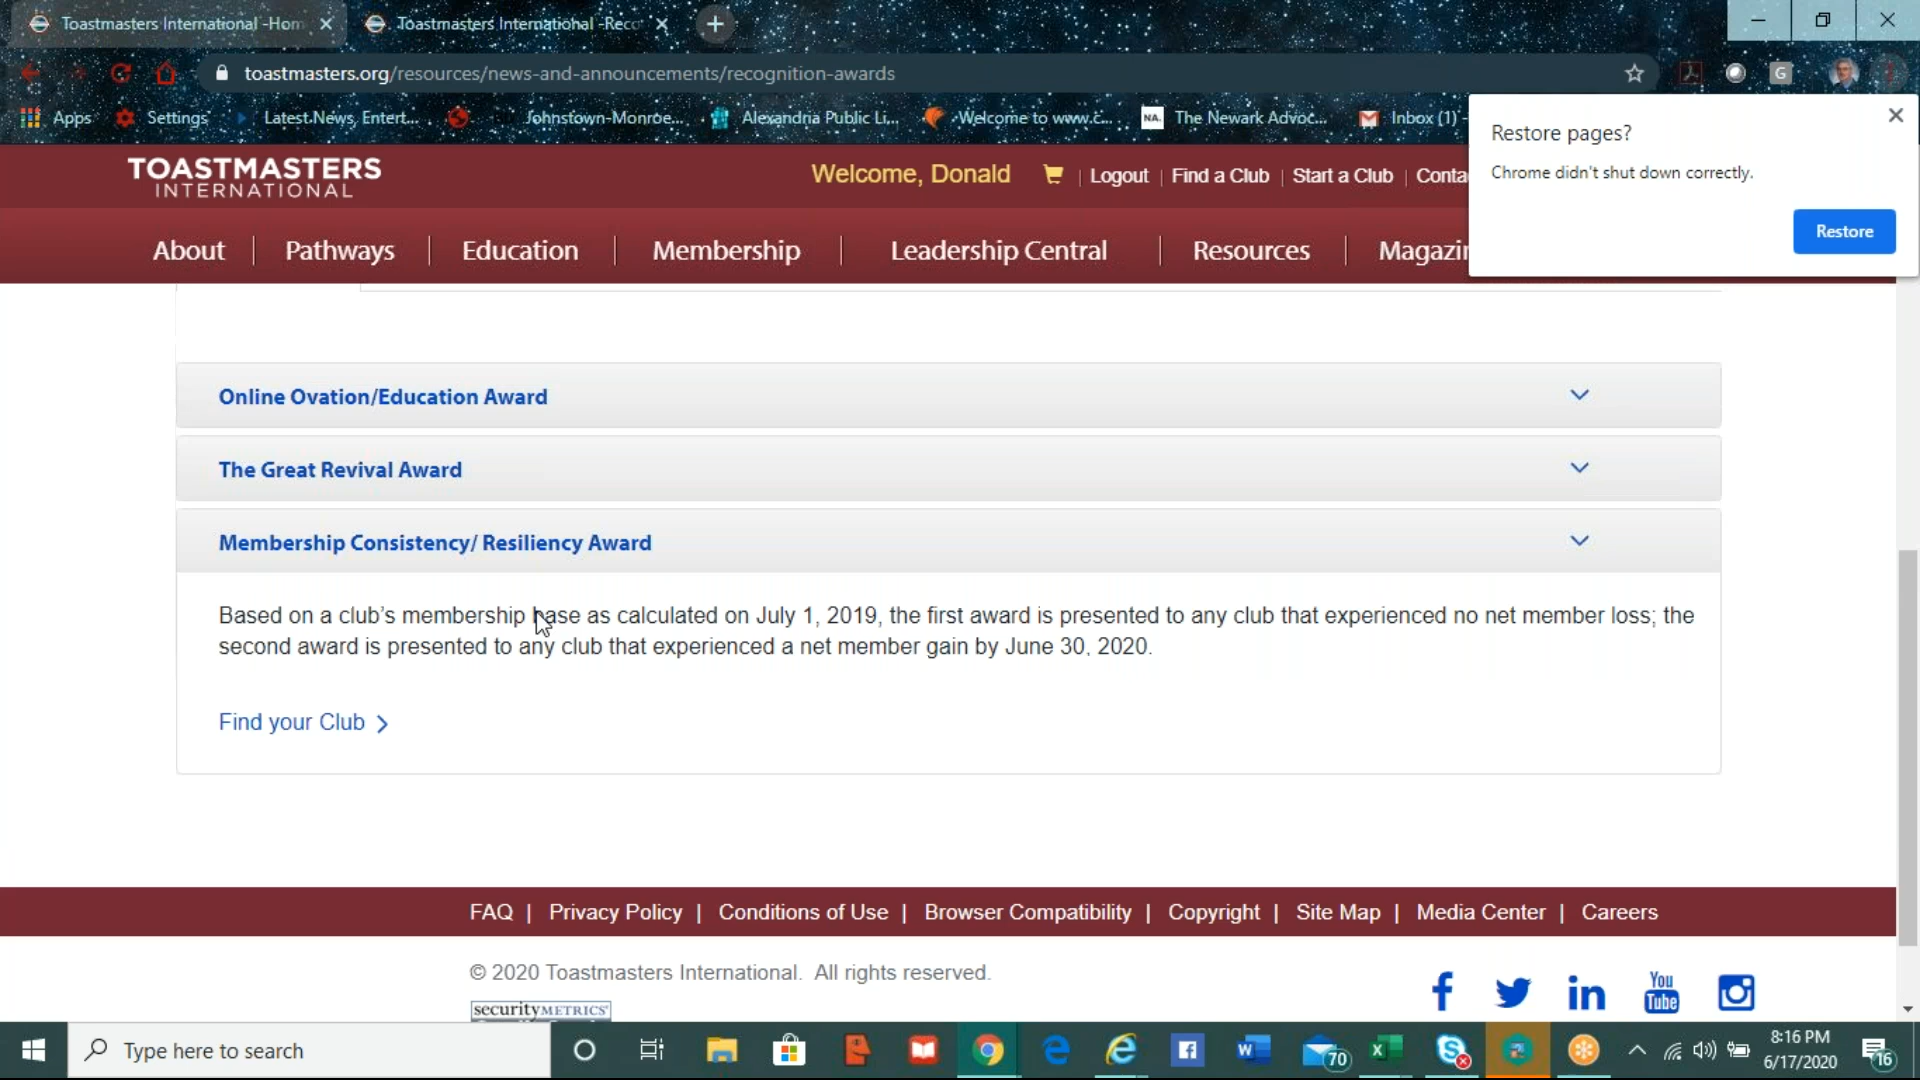 Toastmasters International -Hom
Toastmasters International -Reco
toastmasters.org/resources/news-and-announcements/recognition-awards
Apps
Settings
Latest News, Entert...
Johnstown-Monroe...
Alexandria Public Li...
Welcome to www.c...
NA.
The Newark Advoc...
Inbox (1) -
G
Restore pages?
Chrome didn't shut down correctly.
Restore
TOASTMASTERS
INTERNATIONAL
Welcome, Donald
| Logout | Find a Club | Start a Club | Conta
About | Pathways | Education | Membership | Leadership Central | Resources | Magazin
Online Ovation/Education Award
The Great Revival Award
Membership Consistency/ Resiliency Award
Based on a club's membership base as calculated on July 1, 2019, the first award is presented to any club that experienced no net member loss; the
second award is presented to any club that experienced a net member gain by June 30, 2020.
Find your Club
FAQ | Privacy Policy | Conditions of Use | Browser Compatibility | Copyright | Site Map | Media Center | Careers
© 2020 Toastmasters International. All rights reserved.
securityMETRICS
You
Tube
Type here to search
70
8:16 PM
6/17/2020
16